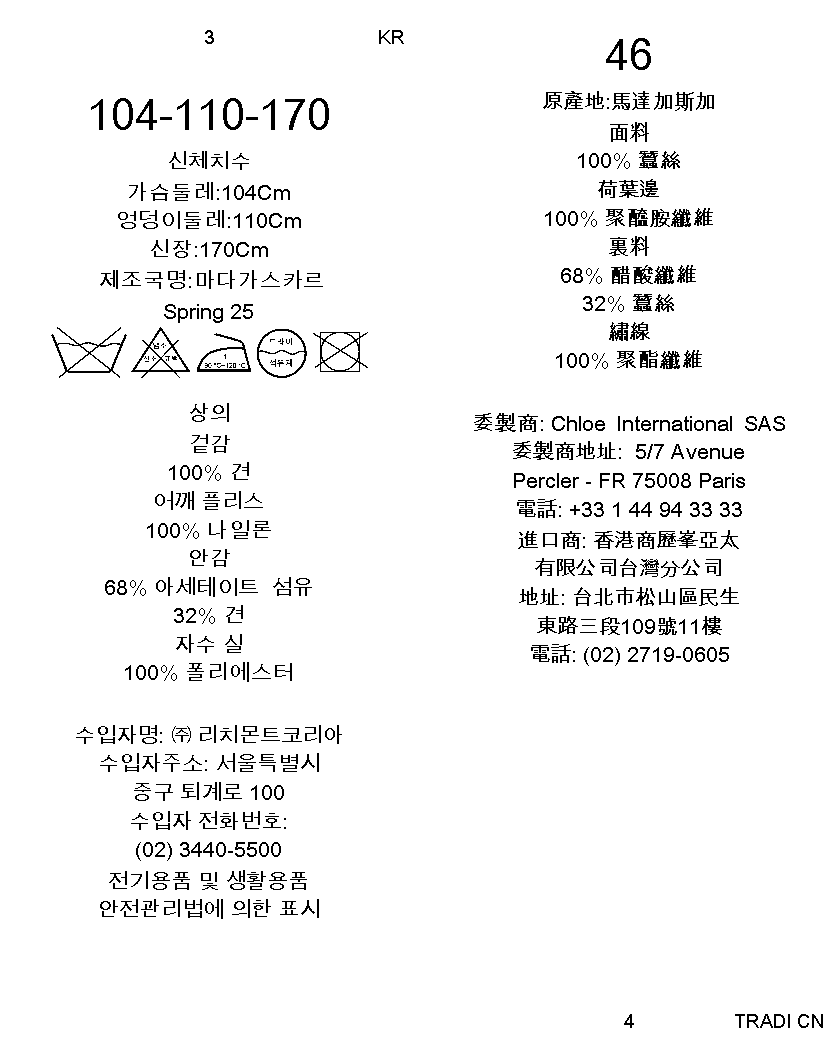 3
KR
104-110-170
신체치수
가슴둘레:104Cm
엉덩이둘레:110Cm
신장:170Cm
제조국명:마다가스카르
Spring 25
염소
산소 표백
1
90 °C~120 °C
드라이
석유계
상의
겉감
100% 견
어깨 플리스
100% 나일론
안감
68% 아세테이트 섬유
32% 견
자수 실
100% 폴리에스터
수입자명: ㈜ 리치몬트코리아
수입자주소: 서울특별시
중구 퇴계로 100
수입자 전화번호:
(02) 3440-5500
전기용품 및 생활용품
안전관리법에 의한 표시
46
原產地:馬達加斯加
面料
100% 蠶絲
荷葉邊
100% 聚醯胺纖維
裏料
68% 醋酸纖維
32% 蠶絲
繡線
100% 聚酯纖維
委製商: Chloe International SAS
委製商地址: 5/7 Avenue
Percler - FR 75008 Paris
電話: +33 1 44 94 33 33
進口商: 香港商歷峯亞太
有限公司台灣分公司
地址: 台北市松山區民生
東路三段109號11樓
電話: (02) 2719-0605
4
TRADI CN